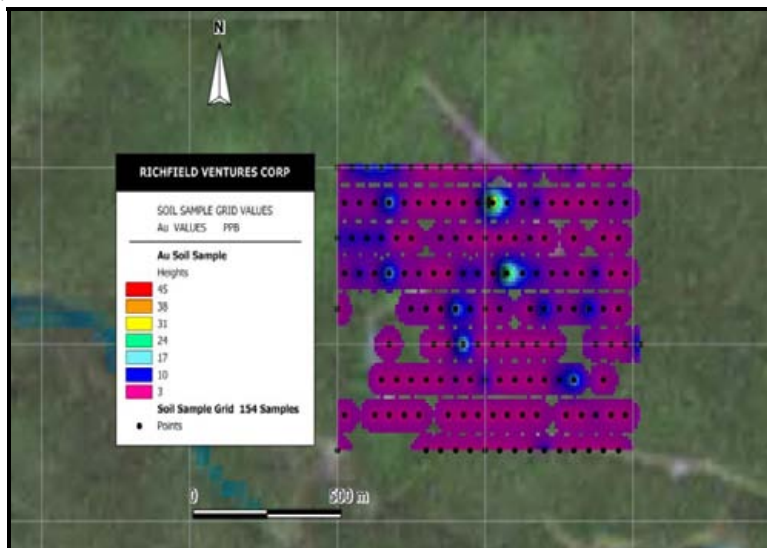 N
RICHFIELD VENTURES CORP
SOIL SAMPLE GRID VALUES
Au VALUES PPB
Au Soil Sample
Heights
45
38
31
24
17
10
3
Soil Sample Grid 154 Samples
Points
0 500 m